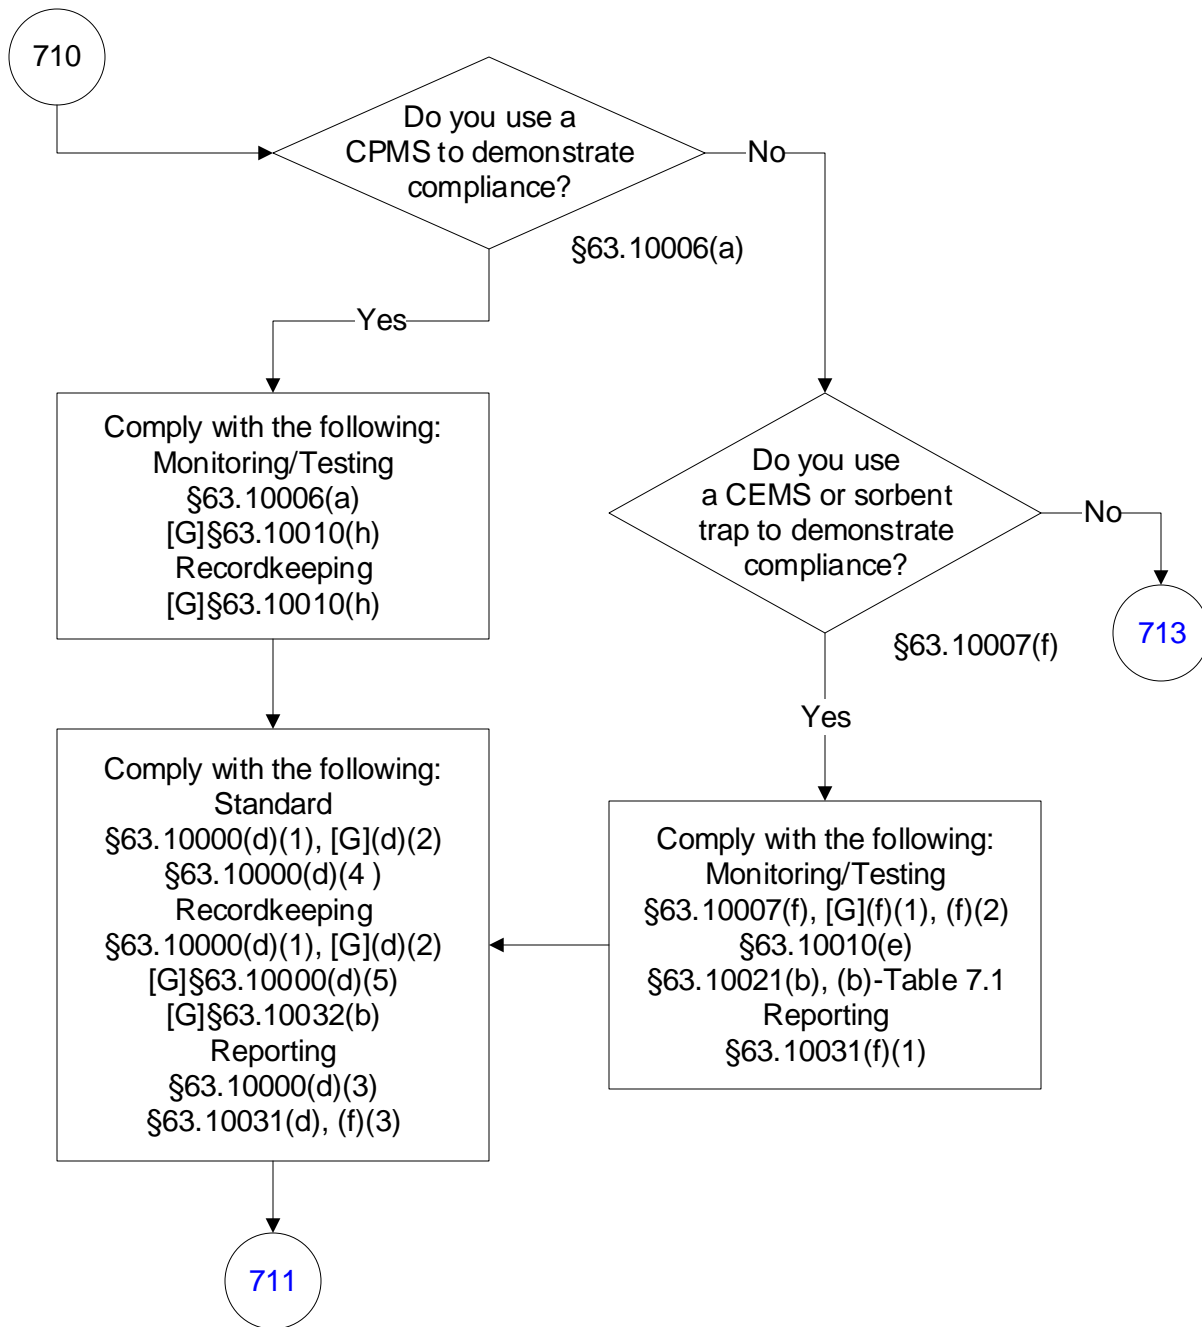 710
Do you use a
CPMS to demonstrate
compliance?
No
§63.10006(a)
Yes
Comply with the following:
Monitoring/Testing
§63.10006(a)
[G]§63.10010(h)
Recordkeeping
[G]§63.10010(h)
Do you use
a CEMS or sorbent
trap to demonstrate
compliance?
No
713
§63.10007(f)
Yes
Comply with the following:
Standard
§63.10000(d)(1), [G](d)(2)
§63.10000(d)(4 )
Recordkeeping
§63.10000(d)(1), [G](d)(2)
[G]§63.10000(d)(5)
[G]§63.10032(b)
Reporting
§63.10000(d)(3)
§63.10031(d), (f)(3)
Comply with the following:
Monitoring/Testing
§63.10007(f), [G](f)(1), (f)(2)
§63.10010(e)
§63.10021(b), (b)-Table 7.1
Reporting
§63.10031(f)(1)
711